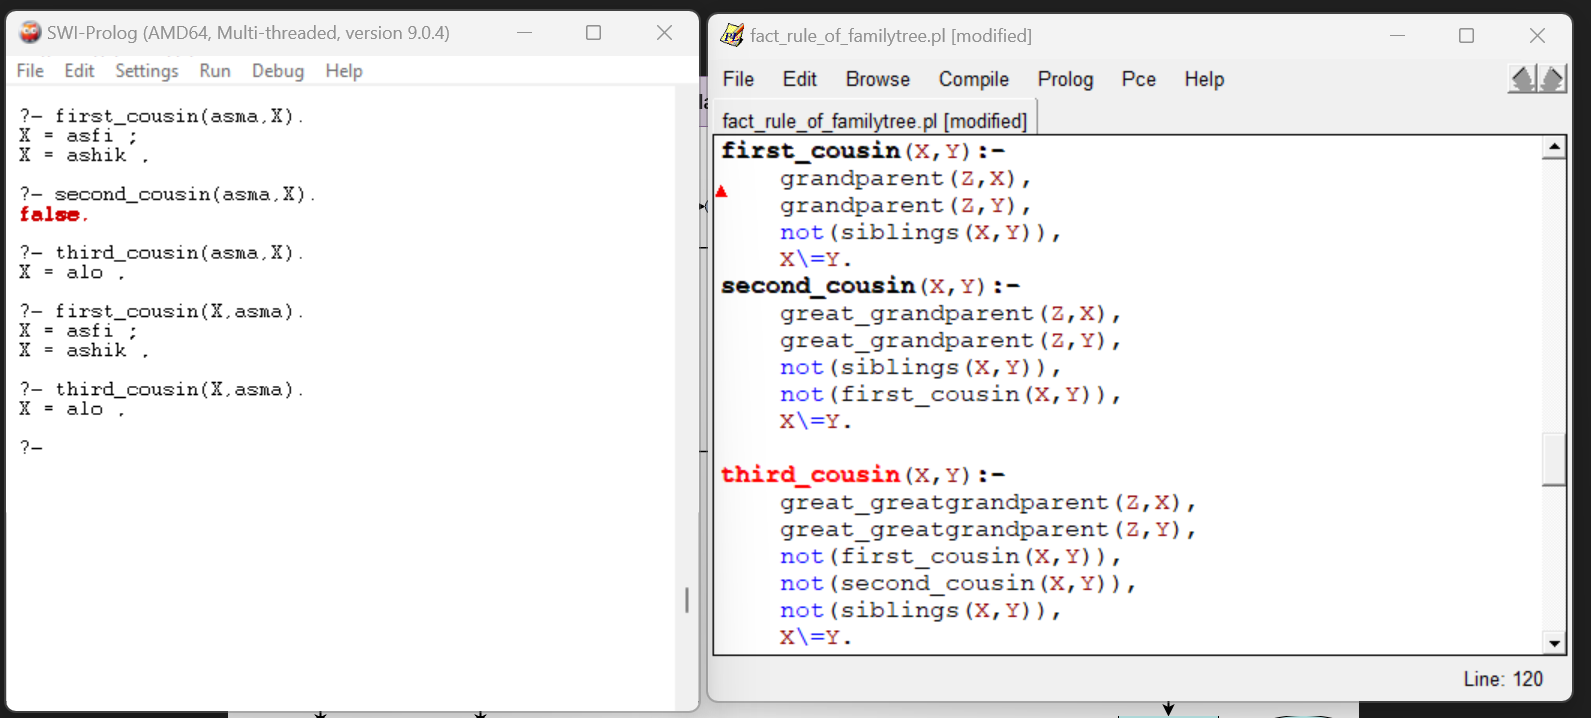 SWI-Prolog (AMD64, Multi-threaded, version 9.0.4)
File Edit Settings Run Debug Help
?- first_cousin(asma,X).
X = asfi ;
X = ashik .
?- second_cousin(asma,X).
false.
?- third_cousin(asma,X).
X = alo .
?- first_cousin(X,asma).
X = asfi ;
X = ashik .
?- third_cousin(X,asma).
X = alo .
?-
fact_rule_of_familytree.pl [modified]
File Edit Browse Compile Prolog Pce Help
fact_rule_of_familytree.pl [modified]
first_cousin(X,Y):-
grandparent(Z,X),
grandparent(Z,Y),
not(siblings(X,Y)),
X\=Y.
second_cousin(X,Y):-
great_grandparent(Z,X),
great_grandparent(Z,Y),
not(siblings(X,Y)),
not(first_cousin(X,Y)),
X\=Y.
third_cousin(X,Y):-
great_greatgrandparent(Z,X),
great_greatgrandparent(Z,Y),
not(first_cousin(X,Y)),
not(second_cousin(X,Y)),
not(siblings(X,Y)),
X\=Y.
Line: 120